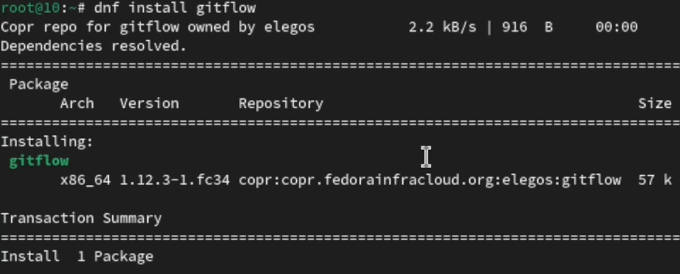 root@10:~# dnf install gitflow
Copr repo for gitflow owned by elegos 2.2 kB/s | 916 B 00:00
Dependencies resolved.
================================================================================
Package
Arch Version Repository Size
================================================================================
Installing:
gitflow
x86_64 1.12.3-1.fc34 copr:copr.fedorainfracloud.org:elegos:gitflow 57 k
Transaction Summary
================================================================================
Install 1 Package